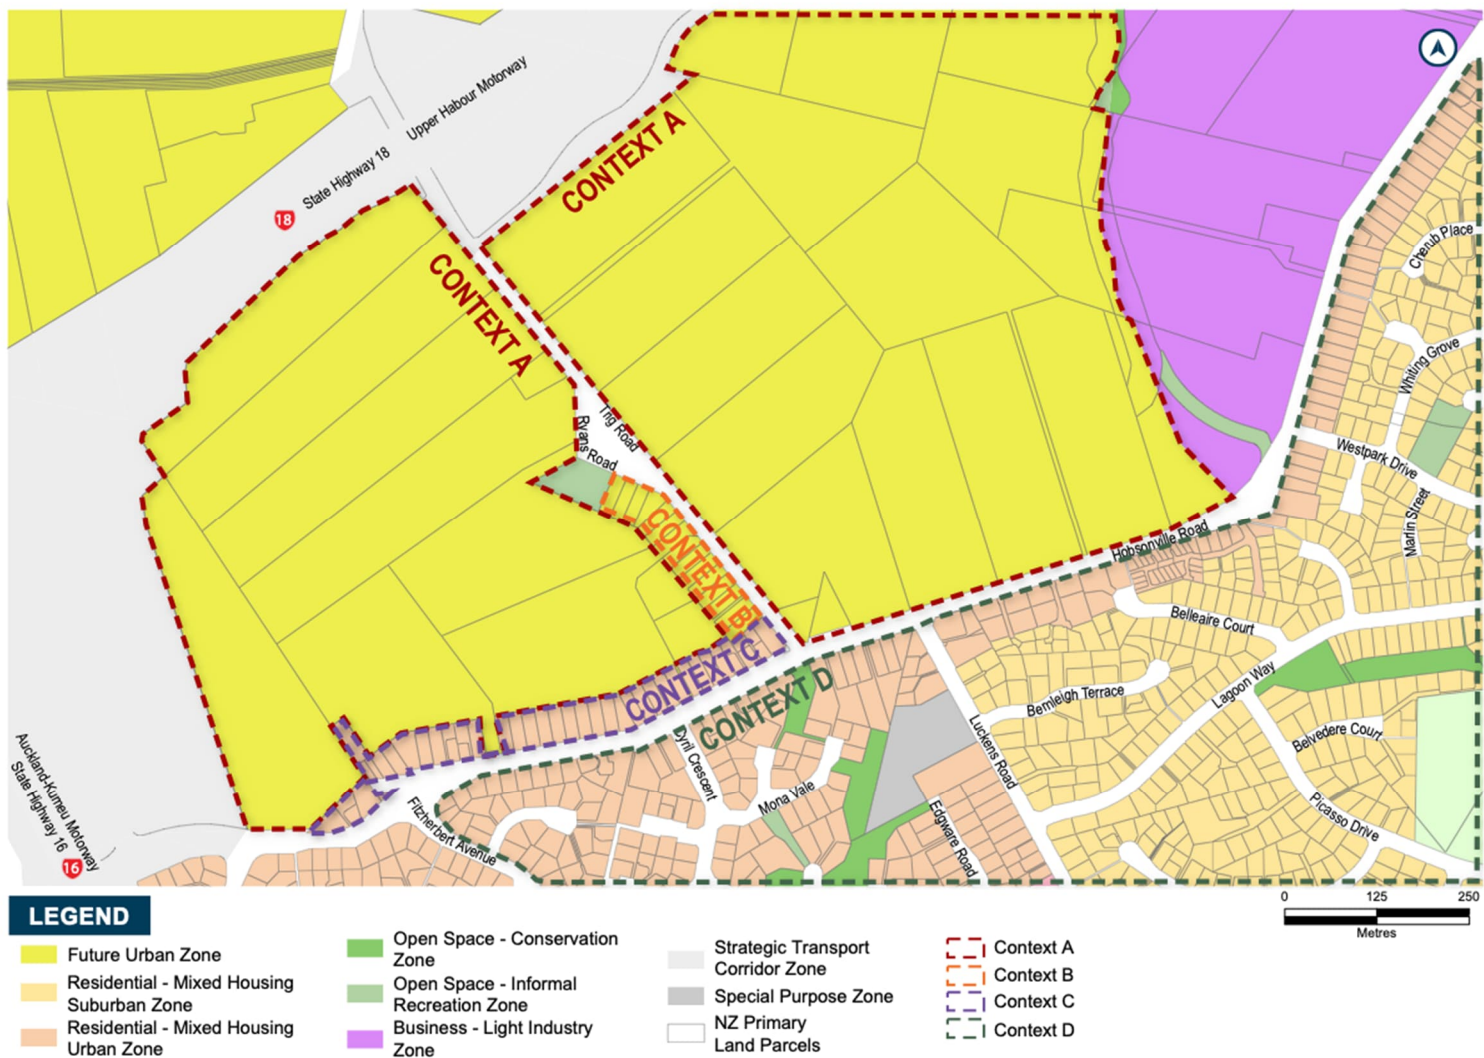 Upper Habour Motorway
State Highway 18
18
CONTEXT A
CONTEXT A
Cherub Place
Whiting Grove
Trig Road
Ryans Road
Westpark Drive
Marlin Street
CONTEXT B
Hobsonville Road
Belleaire Court
CONTEXT C
CONTEXT D
Lagoon Way
Bernleigh Terrace
Luckens Road
Belvedere Court
Cyril Crescent
Mona Vale
Picasso Drive
Fitzherbert Avenue
Edgware Road
Auckland-Kumeu Motorway
State Highway 16
16
0 125 250
Metres
LEGEND
Future Urban Zone
Residential - Mixed Housing
Suburban Zone
Residential - Mixed Housing
Urban Zone
Open Space - Conservation
Zone
Open Space - Informal
Recreation Zone
Business - Light Industry
Zone
Strategic Transport
Corridor Zone
Special Purpose Zone
NZ Primary
Land Parcels
Context A
Context B
Context C
Context D